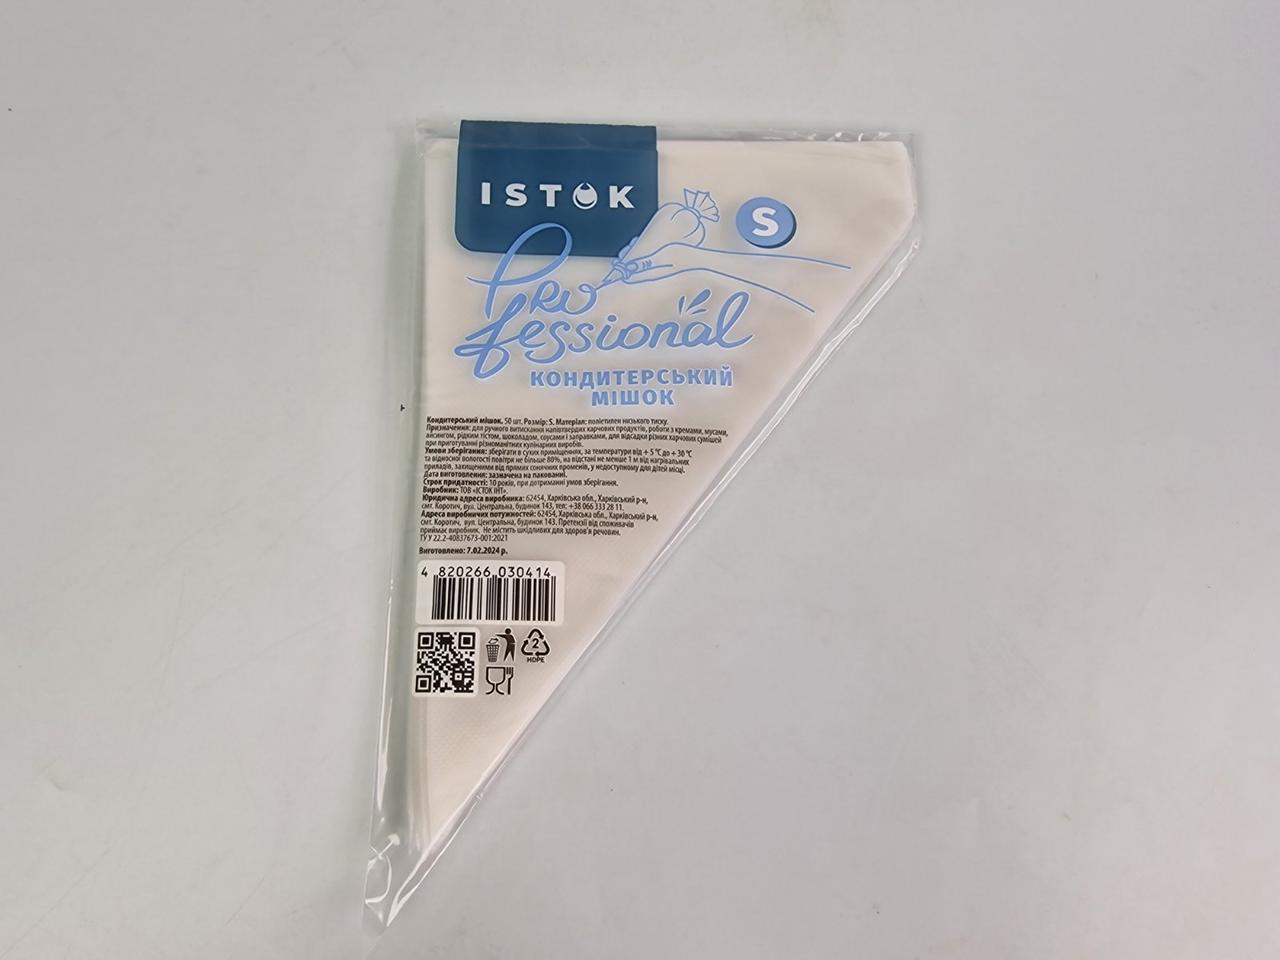 ISTOK
S
Pro
fessional
КОНДИТЕРСЬКИЙ
МІШОК
Кондитерський мішок. 50 шт. Розмір: S. Матеріал: поліетилен низького тиску.
Призначення: для ручного витискання напівтвердих харчових продуктів, роботи з кремами, мусами,
айсингом, рідким тістом, шоколадом, соусами і заправками, для відсадки різних харчових сумішей
при приготуванні різноманітних кулінарних виробів.
Умови зберігання: зберігати в сухих приміщеннях, за температури від + 5 °C до + 30 °C
та відносної вологості повітря не більше 80%, на відстані не менше 1 м від нагрівальних
приладів, захищеними від прямих сонячних променів, у недоступному для дітей місці.
Дата виготовлення: зазначена на пакованні.
Строк придатності: 10 років, при дотриманні умов зберігання.
Виробник: ТОВ «ІСТОК ІНТ».
Юридична адреса виробника: 62454, Харківська обл., Харківський р-н,
смт. Коротич, вул. Центральна, будинок 143, тел: +38 066 333 28 11.
Адреса виробничих потужностей: 62454, Харківська обл., Харківський р-н,
смт. Коротич, вул. Центральна, будинок 143. Претензії від споживачів
приймає виробник. Не містить шкідливих для здоров'я речовин.
ТУ У 22.2-40837673-001:2021
Виготовлено: 7.02.2024 р.
4 820266 030414
2
HDPE